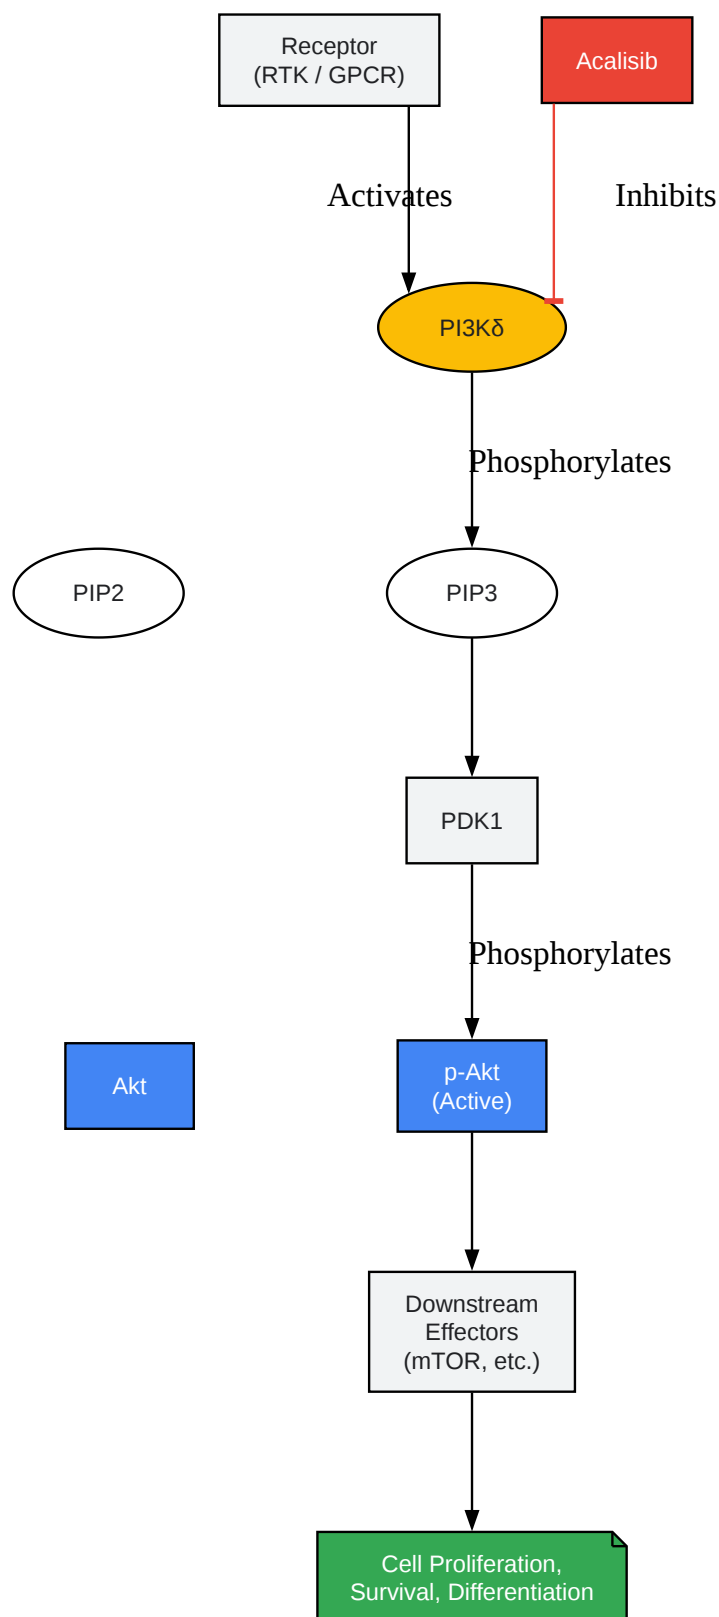 Receptor
(RTK / GPCR)
Acalisib
Activates
Inhibits
PI3Kδ
Phosphorylates
PIP2
PIP3
PDK1
Phosphorylates
Akt
p-Akt
(Active)
Downstream
Effectors
(mTOR, etc.)
Cell Proliferation,
Survival, Differentiation